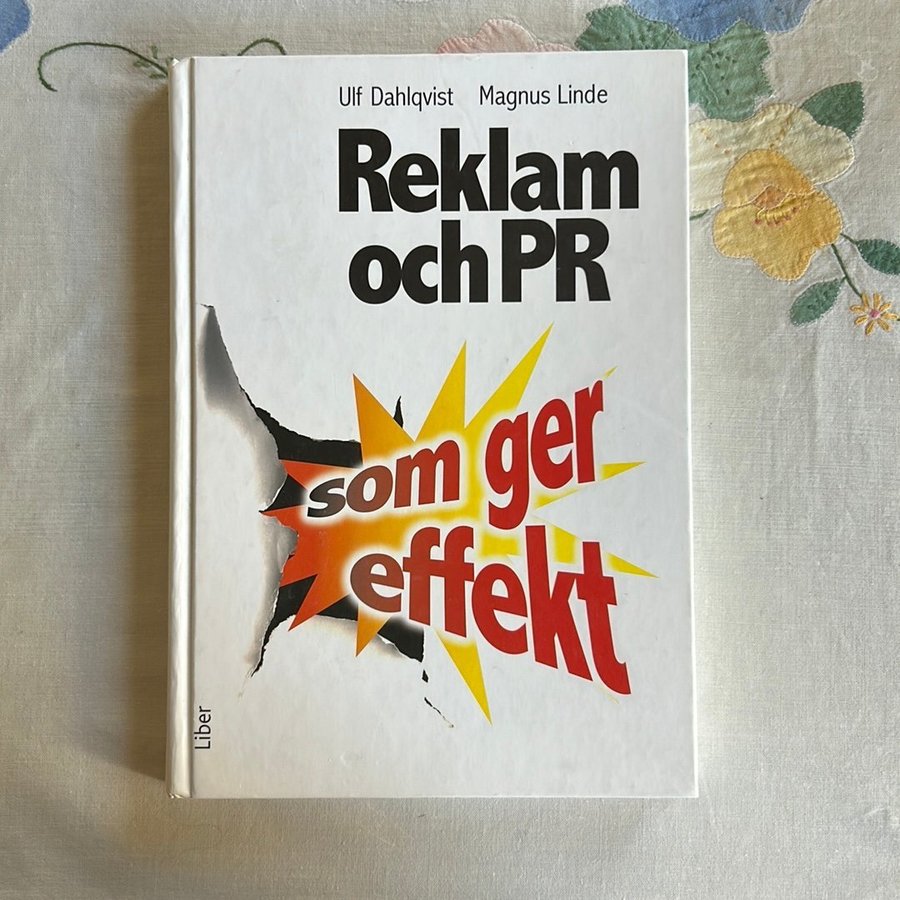 Ulf Dahlqvist Magnus Linde
Reklam
och PR
som ger
effekt
Liber